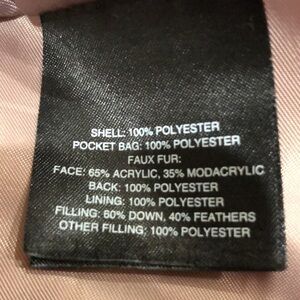 SHELL: 100% POLYESTER
POCKET BAG: 100% POLYESTER
FAUX FUR:
FACE: 65% ACRYLIC, 35% MODACRYLIC
BACK: 100% POLYESTER
LINING: 100% POLYESTER
FILLING: 60% DOWN, 40% FEATHERS
OTHER FILLING: 100% POLYESTER